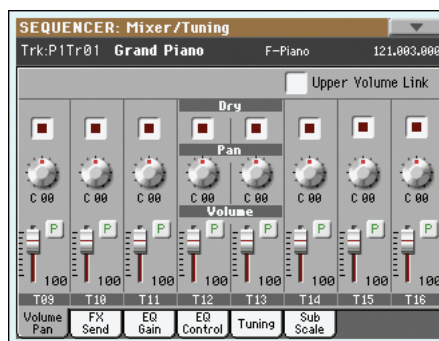 SEQUENCER: Mixer/Tuning
Trk:P1Tr01 Grand Piano F-Piano 121.003.000
Upper Volume Link
Dry
Pan
C 00 C 00 C 00 C 00 C 00 C 00 C 00 C 00
Volume
P P P P P P P P
100 100 100 100 100 100 100 100
T09 T10 T11 T12 T13 T14 T15 T16
Volume Pan FX Send EQ Gain EQ Control Tuning Sub Scale